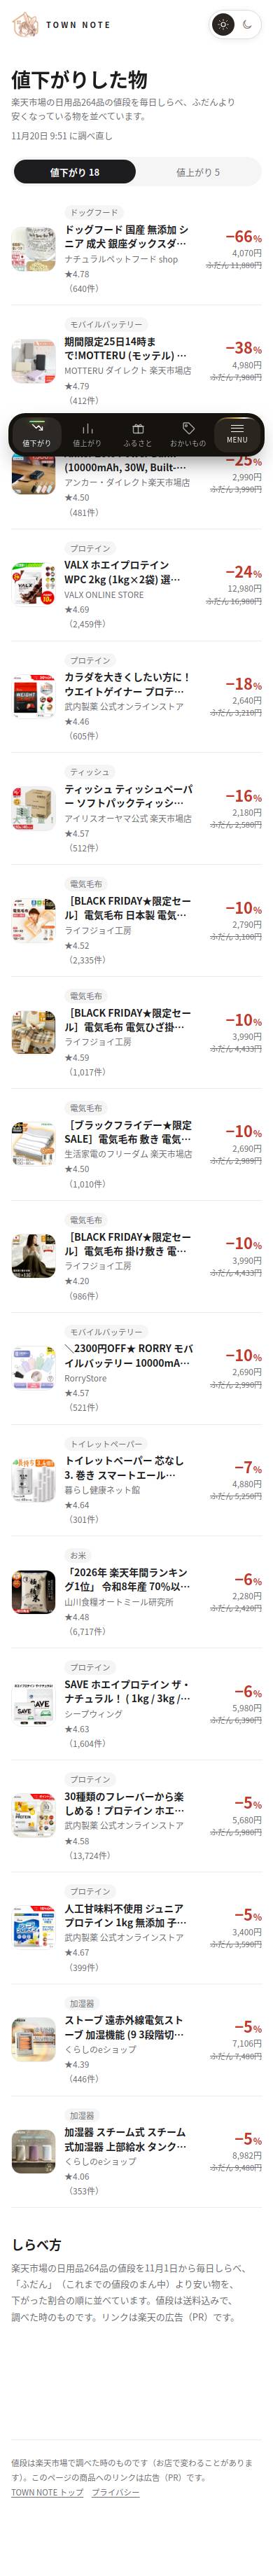 TOWN NOTE
値下がりした物
楽天市場の日用品264品の値段を毎日しらべ、ふだんより
安くなっている物を並べています。
11月20日 9:51 に調べ直し
値下がり 18
値上がり 5
ドッグフード
ドッグフード 国産 無添加 シ
ニア 成犬 銀座ダックスダ…
ナチュラルペットフード shop
★4.78
（640件）
−66%
4,070円
ふだん 11,880円
モバイルバッテリー
期間限定25日14時ま
で!MOTTERU (モッテル) …
MOTTERU ダイレクト 楽天市場店
★4.79
（412件）
−38%
4,980円
ふだん 7,980円
値下がり
値上がり
ふるさと
おかいもの
MENU
(10000mAh, 30W, Built-…
アンカー・ダイレクト楽天市場店
★4.50
（481件）
−25%
2,990円
ふだん 3,990円
プロテイン
VALX ホエイプロテイン
WPC 2kg (1kg×2袋) 選…
VALX ONLINE STORE
★4.69
（2,459件）
−24%
12,980円
ふだん 16,980円
プロテイン
カラダを大きくしたい方に！
ウエイトゲイナー プロテ…
武内製薬 公式オンラインストア
★4.46
（605件）
−18%
2,640円
ふだん 3,210円
ティッシュ
ティッシュ ティッシュペーパ
ー ソフトパックティッシ…
アイリスオーヤマ公式 楽天市場店
★4.57
（512件）
−16%
2,180円
ふだん 2,580円
電気毛布
［BLACK FRIDAY★限定セー
ル］電気毛布 日本製 電気…
ライフジョイ工房
★4.52
（2,335件）
−10%
2,790円
ふだん 3,100円
電気毛布
［BLACK FRIDAY★限定セー
ル］電気毛布 電気ひざ掛…
ライフジョイ工房
★4.59
（1,017件）
−10%
3,990円
ふだん 4,433円
電気毛布
［ブラックフライデー★限定
SALE］電気毛布 敷き 電気…
生活家電のフリーダム 楽天市場店
★4.50
（1,010件）
−10%
2,690円
ふだん 2,989円
電気毛布
［BLACK FRIDAY★限定セー
ル］電気毛布 掛け敷き 電…
ライフジョイ工房
★4.20
（986件）
−10%
3,990円
ふだん 4,433円
モバイルバッテリー
＼2300円OFF★ RORRY モバ
イルバッテリー 10000mA…
RorryStore
★4.57
（521件）
−10%
2,690円
ふだん 2,990円
トイレットペーパー
トイレットペーパー 芯なし
3. 巻き スマートエール…
暮らし健康ネット館
★4.64
（301件）
−7%
4,880円
ふだん 5,250円
お米
「2026年 楽天年間ランキン
グ1位」 令和8年産 70%以…
山川食糧オートミール研究所
★4.48
（6,717件）
−6%
2,280円
ふだん 2,420円
プロテイン
SAVE ホエイプロテイン ザ・
ナチュラル！ ( 1kg / 3kg /…
シープウィング
★4.63
（1,604件）
−6%
5,980円
ふだん 6,390円
プロテイン
30種類のフレーバーから楽
しめる！プロテイン ホエ…
武内製薬 公式オンラインストア
★4.58
（13,724件）
−5%
5,680円
ふだん 5,980円
プロテイン
人工甘味料不使用 ジュニア
プロテイン 1kg 無添加 子…
武内製薬 公式オンラインストア
★4.67
（399件）
−5%
3,400円
ふだん 3,590円
加湿器
ストーブ 遠赤外線電気スト
ーブ 加湿機能 (9 3段階切…
くらしのeショップ
★4.39
（446件）
−5%
7,106円
ふだん 7,480円
加湿器
加湿器 スチーム式 スチーム
式加湿器 上部給水 タンク…
くらしのeショップ
★4.06
（353件）
−5%
8,982円
ふだん 9,480円
しらべ方
楽天市場の日用品264品の値段を11月1日から毎日しらべ、
「ふだん」（これまでの値段のまん中）より安い物を、
下がった割合の順に並べています。値段は送料込みで、
調べた時のものです。リンクは楽天の広告（PR）です。
値段は楽天市場で調べた時のものです（お店で変わることがありま
す）。このページの商品へのリンクは広告（PR）です。
TOWN NOTE トップ プライバシー